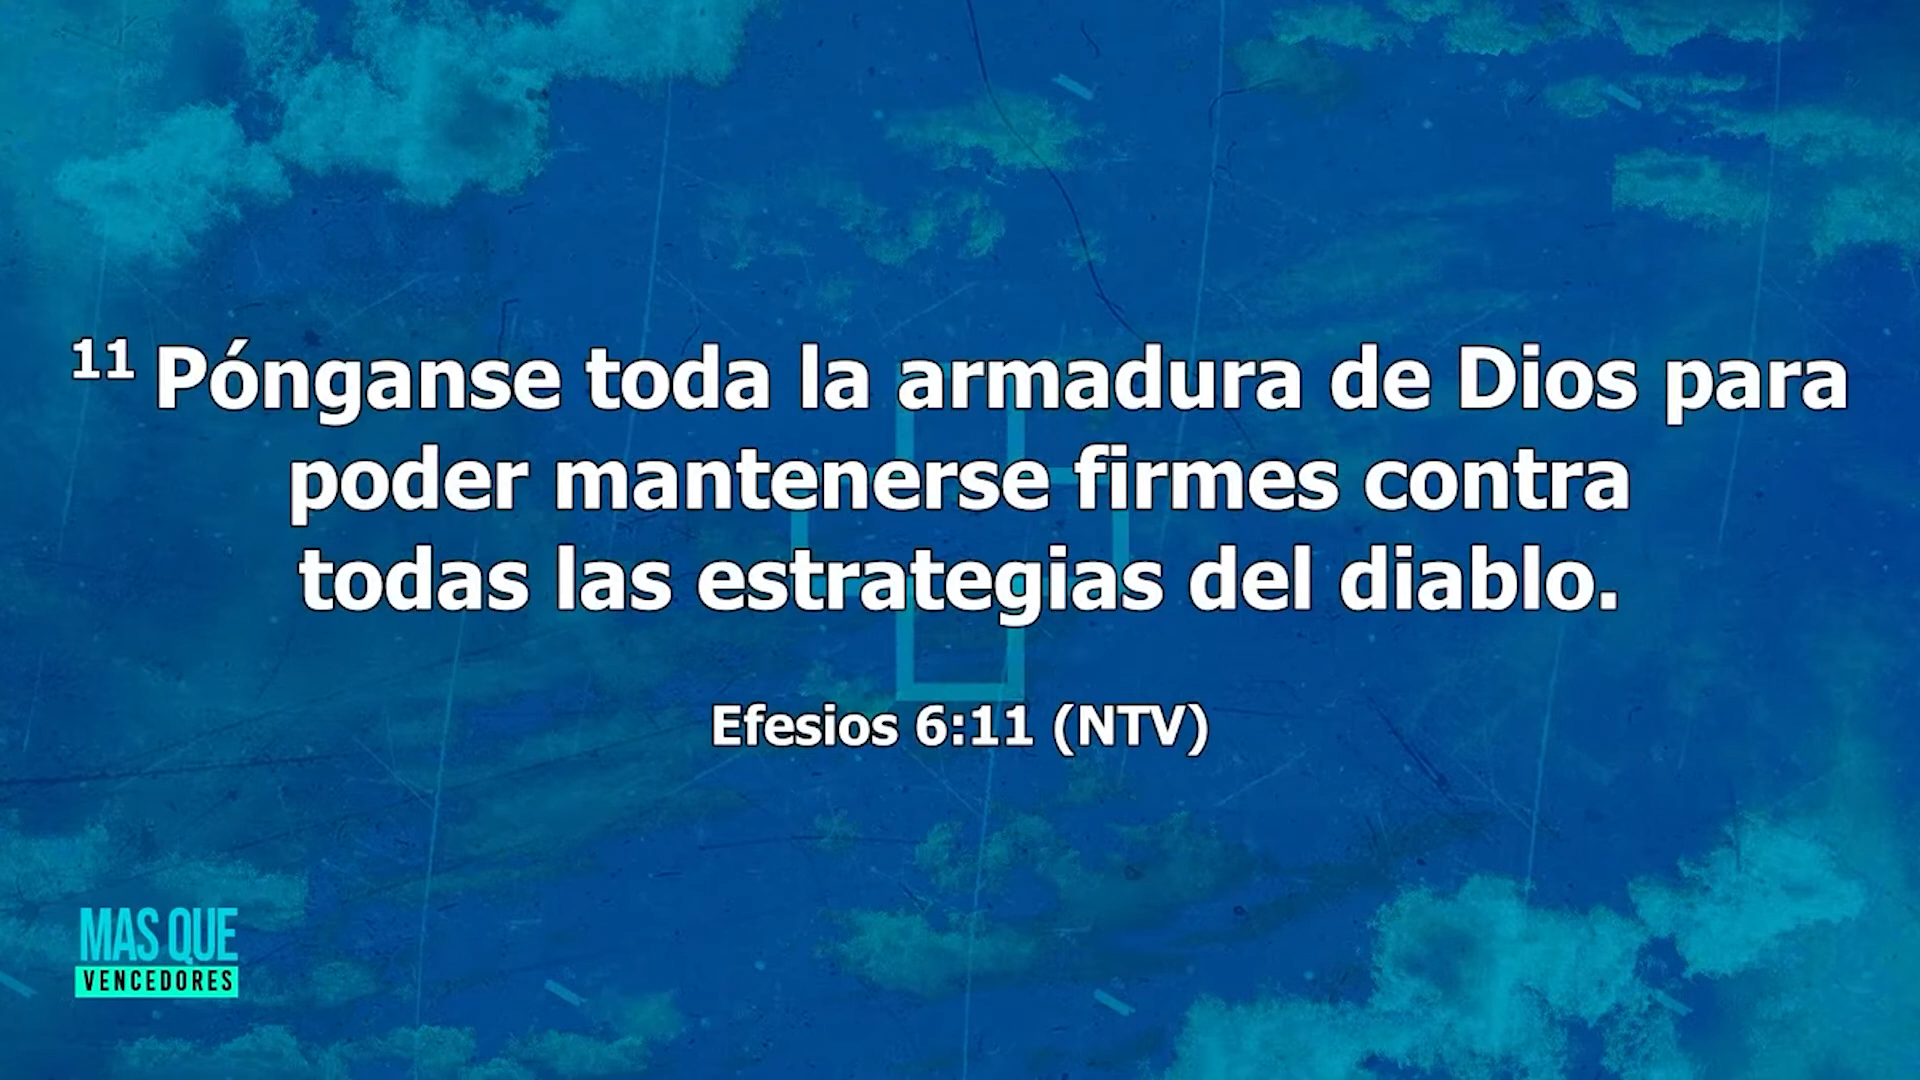 11 Pónganse toda la armadura de Dios para
poder mantenerse firmes contra
todas las estrategias del diablo.
Efesios 6:11 (NTV)
MAS QUE
VENCEDORES